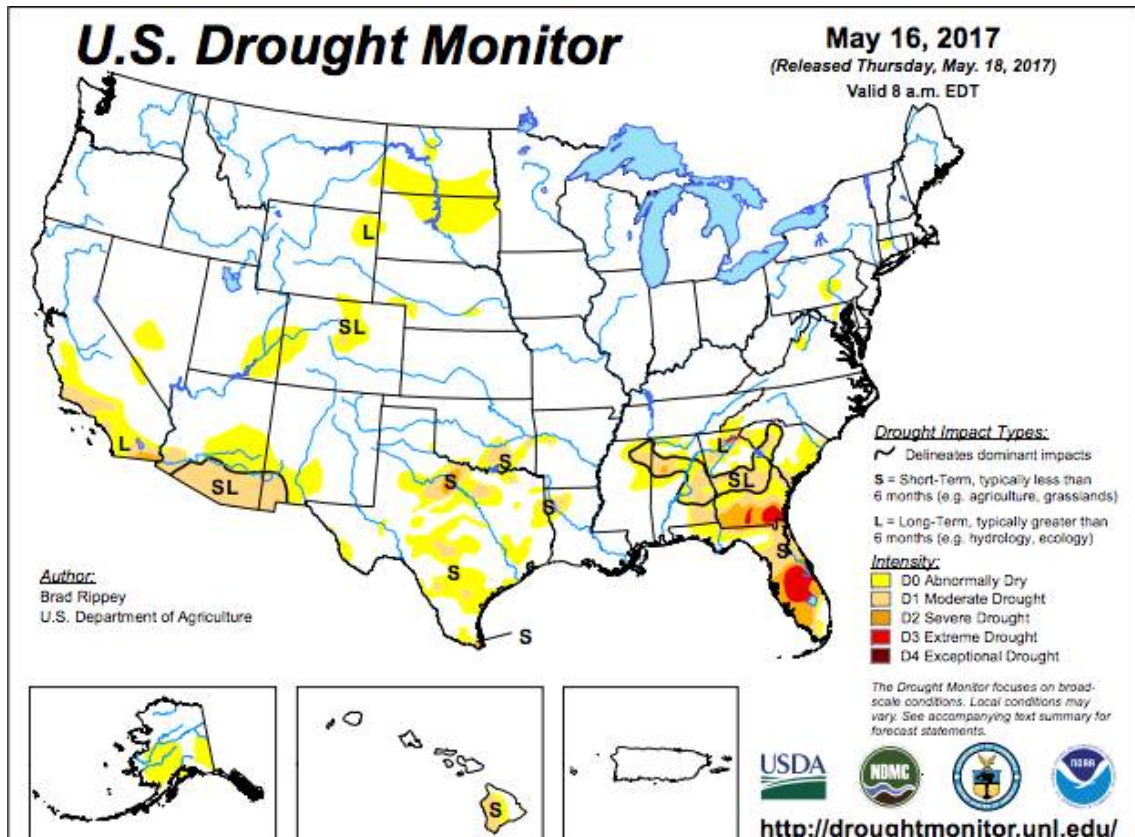 U.S. Drought Monitor
May 16, 2017
(Released Thursday, May. 18, 2017)
Valid 8 a.m. EDT
L
SL
L
SL
S
S
S
S
S
L
SL
S
Author:
Brad Rippey
U.S. Department of Agriculture
Drought Impact Types:
Delineates dominant impacts
S = Short-Term, typically less than
6 months (e.g. agriculture, grasslands)
L = Long-Term, typically greater than
6 months (e.g. hydrology, ecology)
Intensity:
D0 Abnormally Dry
D1 Moderate Drought
D2 Severe Drought
D3 Extreme Drought
D4 Exceptional Drought
The Drought Monitor focuses on broad-
scale conditions. Local conditions may
vary. See accompanying text summary for
forecast statements.
S
USDA
NDMC
NOAA
http://droughtmonitor.unl.edu/